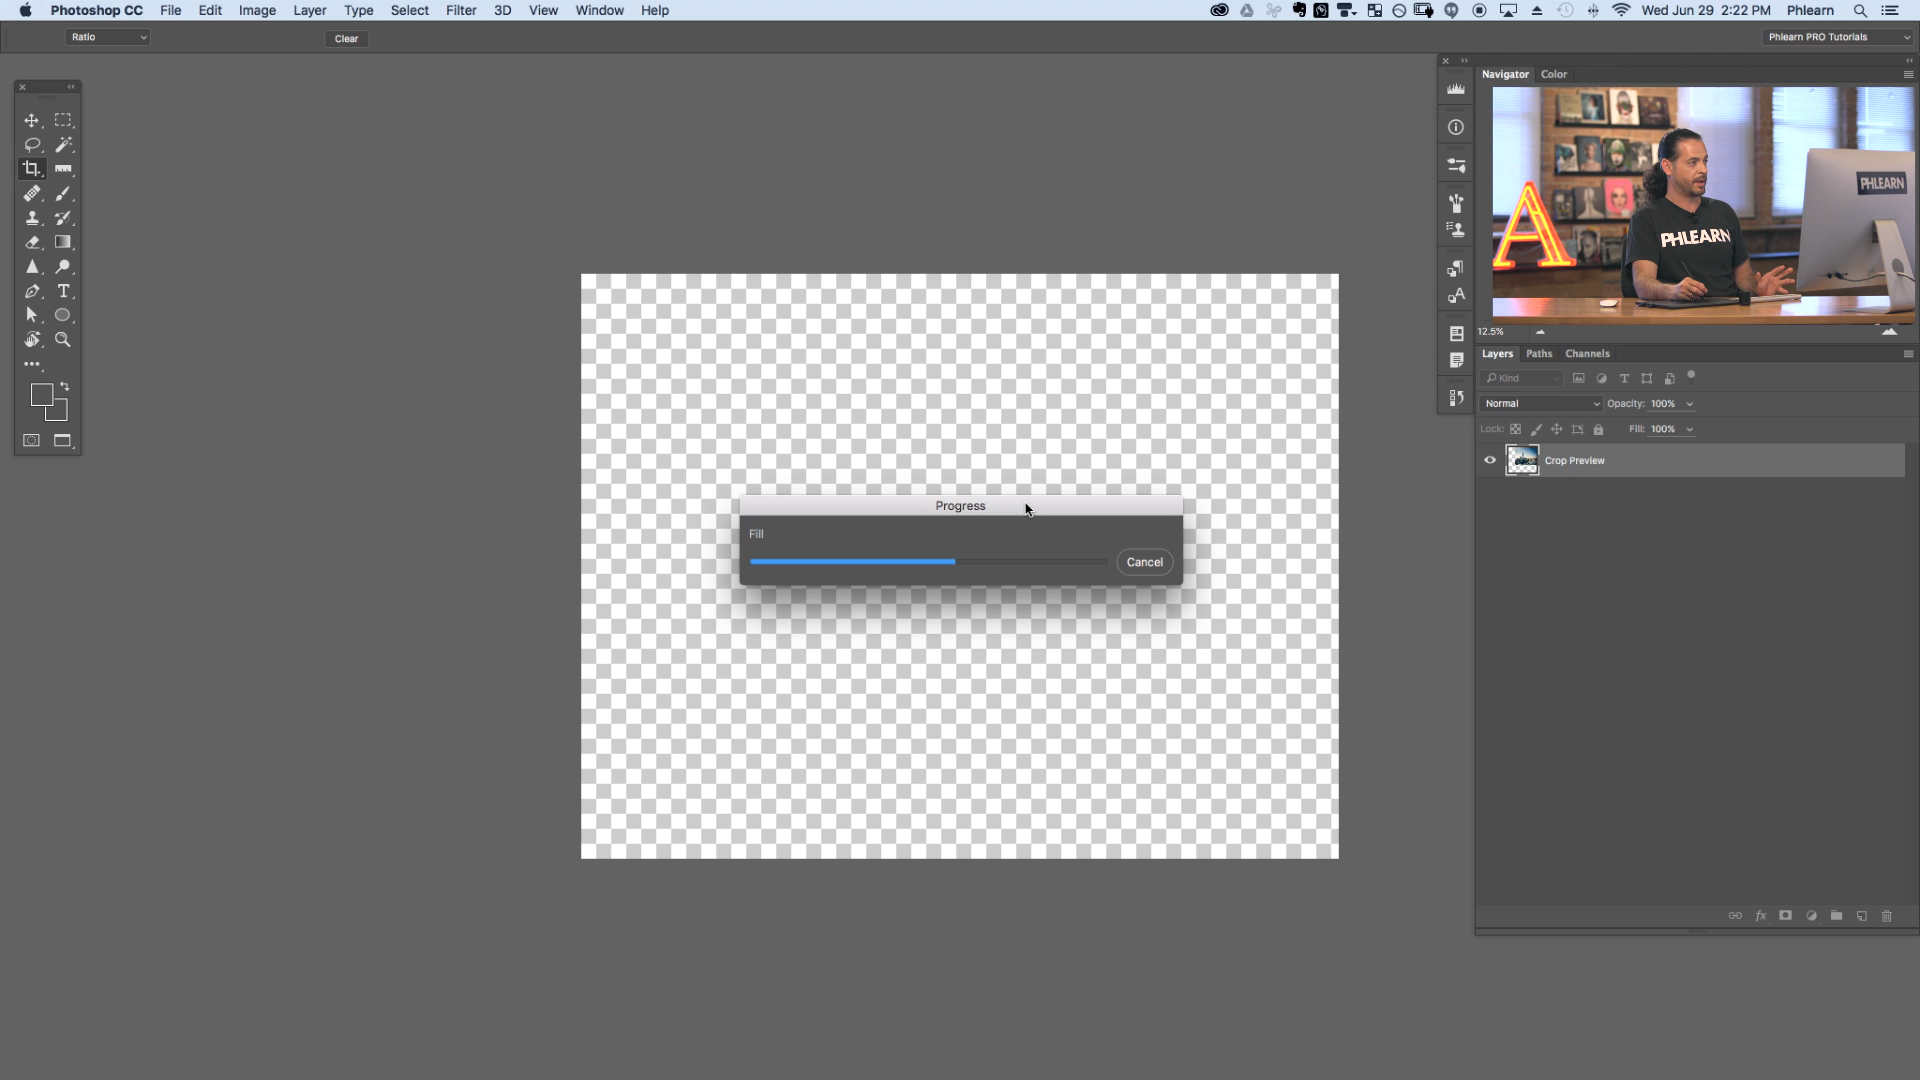 Photoshop CC File Edit Image Layer Type Select Filter 3D View Window Help Wed Jun 29 2:22 PM Phlearn
Ratio Clear Phlearn PRO Tutorials
Navigator Color
PHLEARN
PHLEARN
A
12.5%
Layers Paths Channels
Kind
Normal Opacity: 100%
Lock: Fill: 100%
Crop Preview
Progress
Fill
Cancel